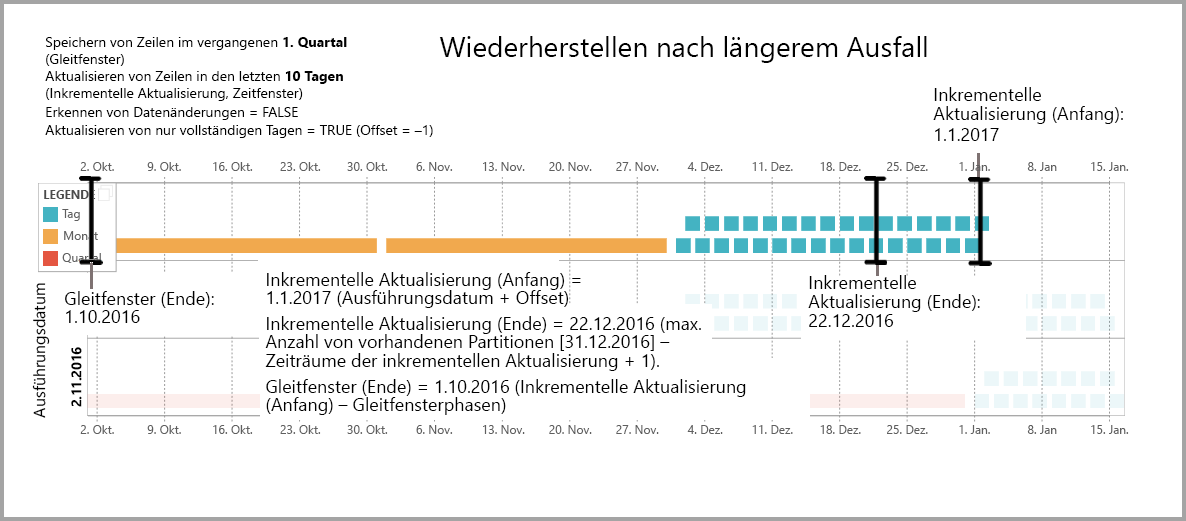 Speichern von Zeilen im vergangenen 1. Quartal
(Gleitfenster)
Aktualisieren von Zeilen in den letzten 10 Tagen
(Inkrementelle Aktualisierung, Zeitfenster)
Erkennen von Datenänderungen = FALSE
Aktualisieren von nur vollständigen Tagen = TRUE (Offset = –1)
Wiederherstellen nach längerem Ausfall
Inkrementelle
Aktualisierung (Anfang):
1.1.2017
2. Okt. 9. Okt. 16. Okt. 23. Okt. 30. Okt. 6. Nov. 13. Nov. 20. Nov. 27. Nov. 4. Dez. 11. Dez. 18. Dez. 25. Dez. 1. Jan. 8. Jan 15. Jan.
LEGENDE
Tag
Monat
Quartal
Gleitfenster (Ende):
1.10.2016
Inkrementelle Aktualisierung (Anfang) =
1.1.2017 (Ausführungsdatum + Offset)
Inkrementelle Aktualisierung (Ende) = 22.12.2016 (max.
Anzahl von vorhandenen Partitionen [31.12.2016] –
Zeiträume der inkrementellen Aktualisierung + 1).
Gleitfenster (Ende) = 1.10.2016 (Inkrementelle Aktualisierung
(Anfang) – Gleitfensterphasen)
Inkrementelle
Aktualisierung (Ende):
22.12.2016
Ausführungsdatum
2.11.2016
2. Okt. 9. Okt. 16. Okt. 23. Okt. 30. Okt. 6. Nov. 13. Nov. 20. Nov. 27. Nov. 4. Dez. 11. Dez. 18. Dez. 25. Dez. 1. Jan. 8. Jan 15. Jan.